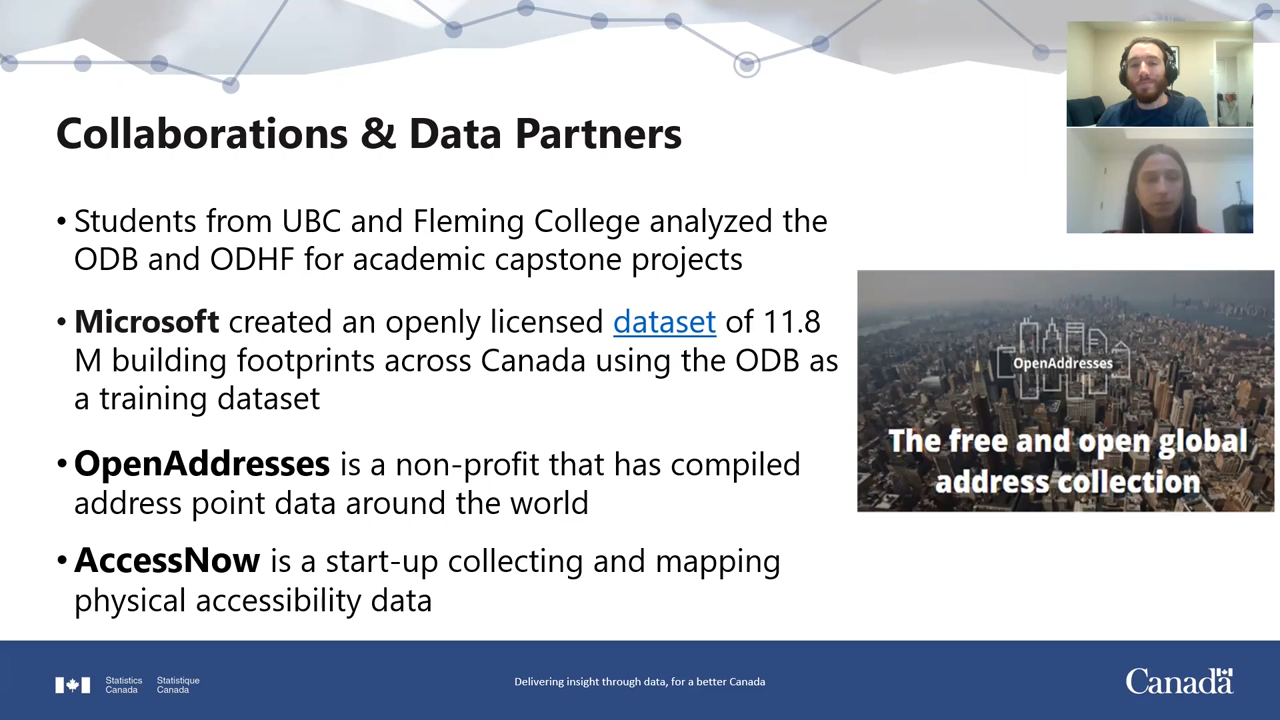 Collaborations & Data Partners
• Students from UBC and Fleming College analyzed the
ODB and ODHF for academic capstone projects
• Microsoft created an openly licensed dataset of 11.8
M building footprints across Canada using the ODB as
a training dataset
• OpenAddresses is a non-profit that has compiled
address point data around the world
• AccessNow is a start-up collecting and mapping
physical accessibility data
OpenAddresses
The free and open global
address collection
Statistics Canada
Statistique Canada
Delivering insight through data, for a better Canada
Canada